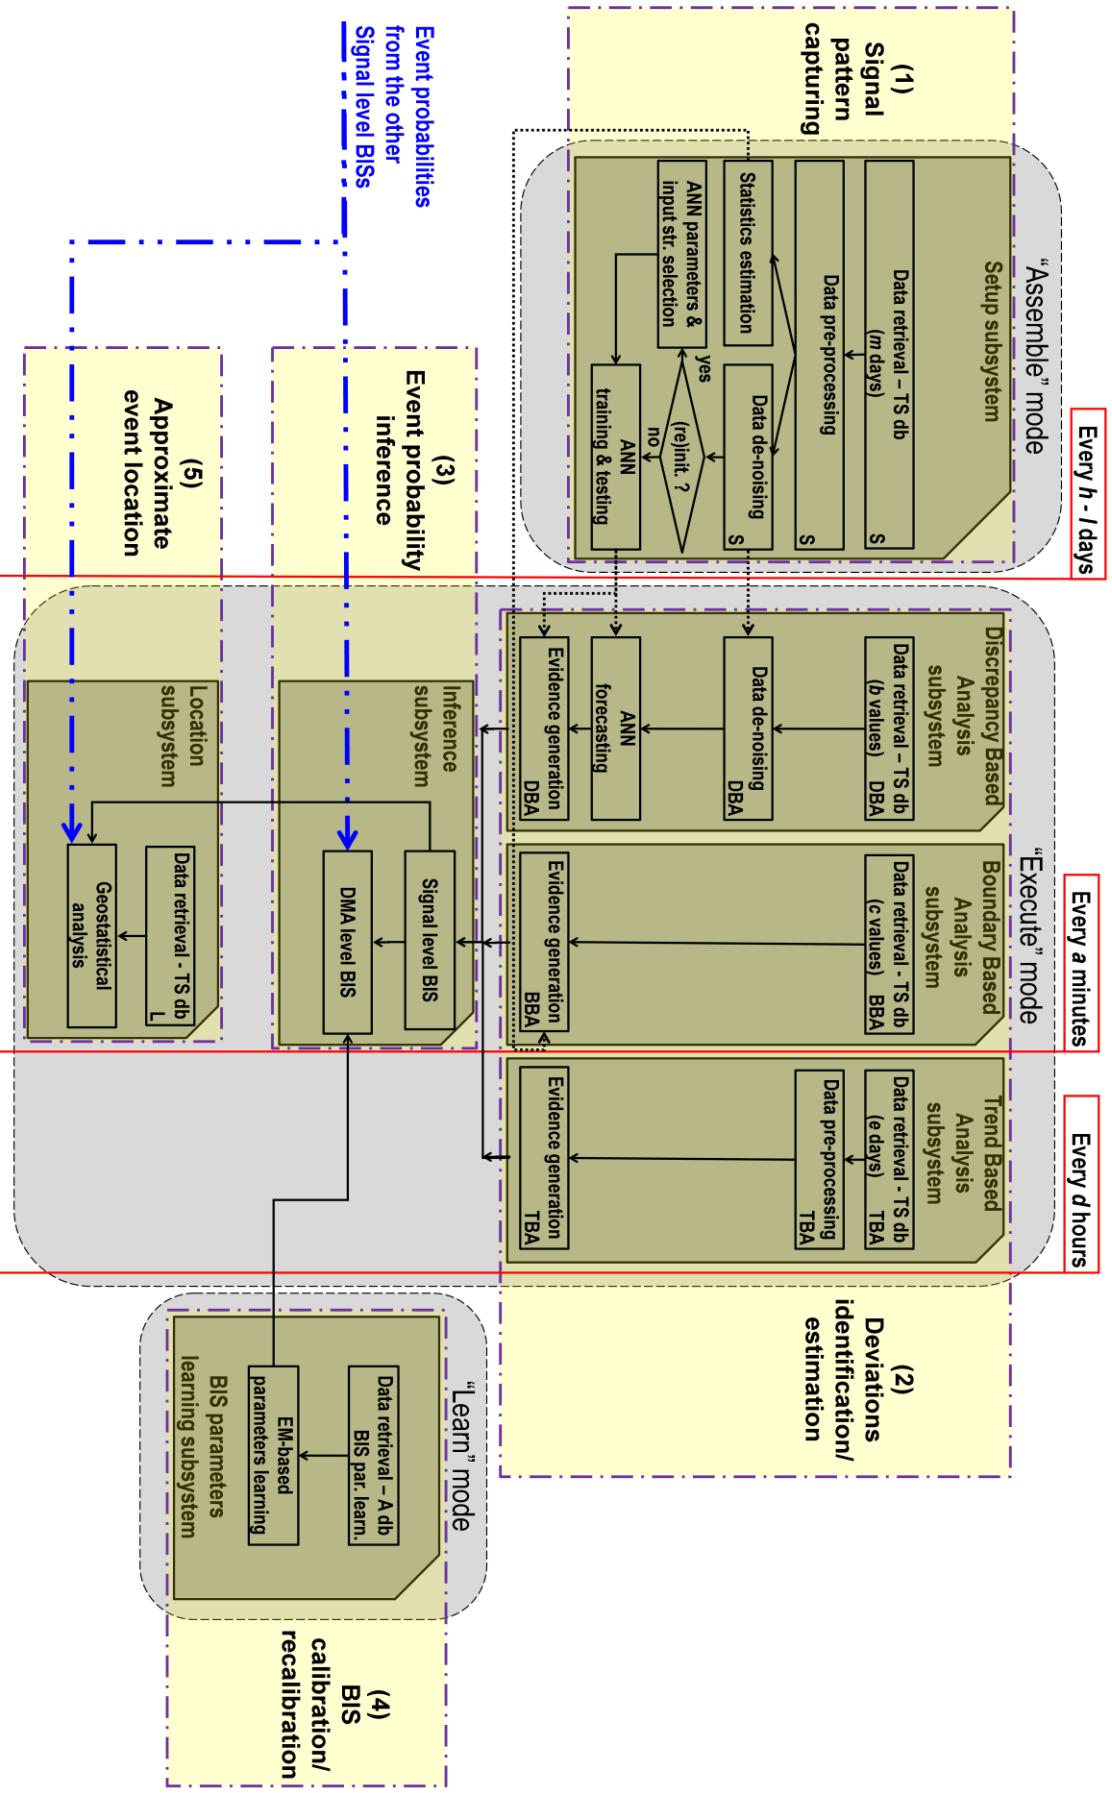 Every h - l days
Every a minutes
Every d hours
“Assemble” mode
“Execute” mode
(1)
Signal
pattern
capturing
Setup subsystem
Data retrieval – TS db
(m days)
S
Data pre-processing
S
Statistics estimation
Data de-noising
S
ANN parameters &
input str. selection
yes
(re)init. ?
no
ANN
training & testing
Discrepancy Based
Analysis
subsystem
Data retrieval – TS db
(b values)
DBA
Data de-noising
DBA
ANN
forecasting
Evidence generation
DBA
Boundary Based
Analysis
subsystem
Data retrieval - TS db
(c values)
BBA
Evidence generation
BBA
Trend Based
Analysis
subsystem
Data retrieval - TS db
(e days)
TBA
Data pre-processing
TBA
Evidence generation
TBA
(2)
Deviations
identification/
estimation
Event probabilities
from the other
Signal level BISs
(3)
Event probability
inference
Inference
subsystem
Signal level BIS
DMA level BIS
“Learn” mode
Data retrieval – A db
BIS par. learn.
EM-based
parameters learning
BIS parameters
learning subsystem
(4)
BIS
calibration/
recalibration
(5)
Approximate
event location
Location
subsystem
Data retrieval - TS db
L
Geostatistical
analysis